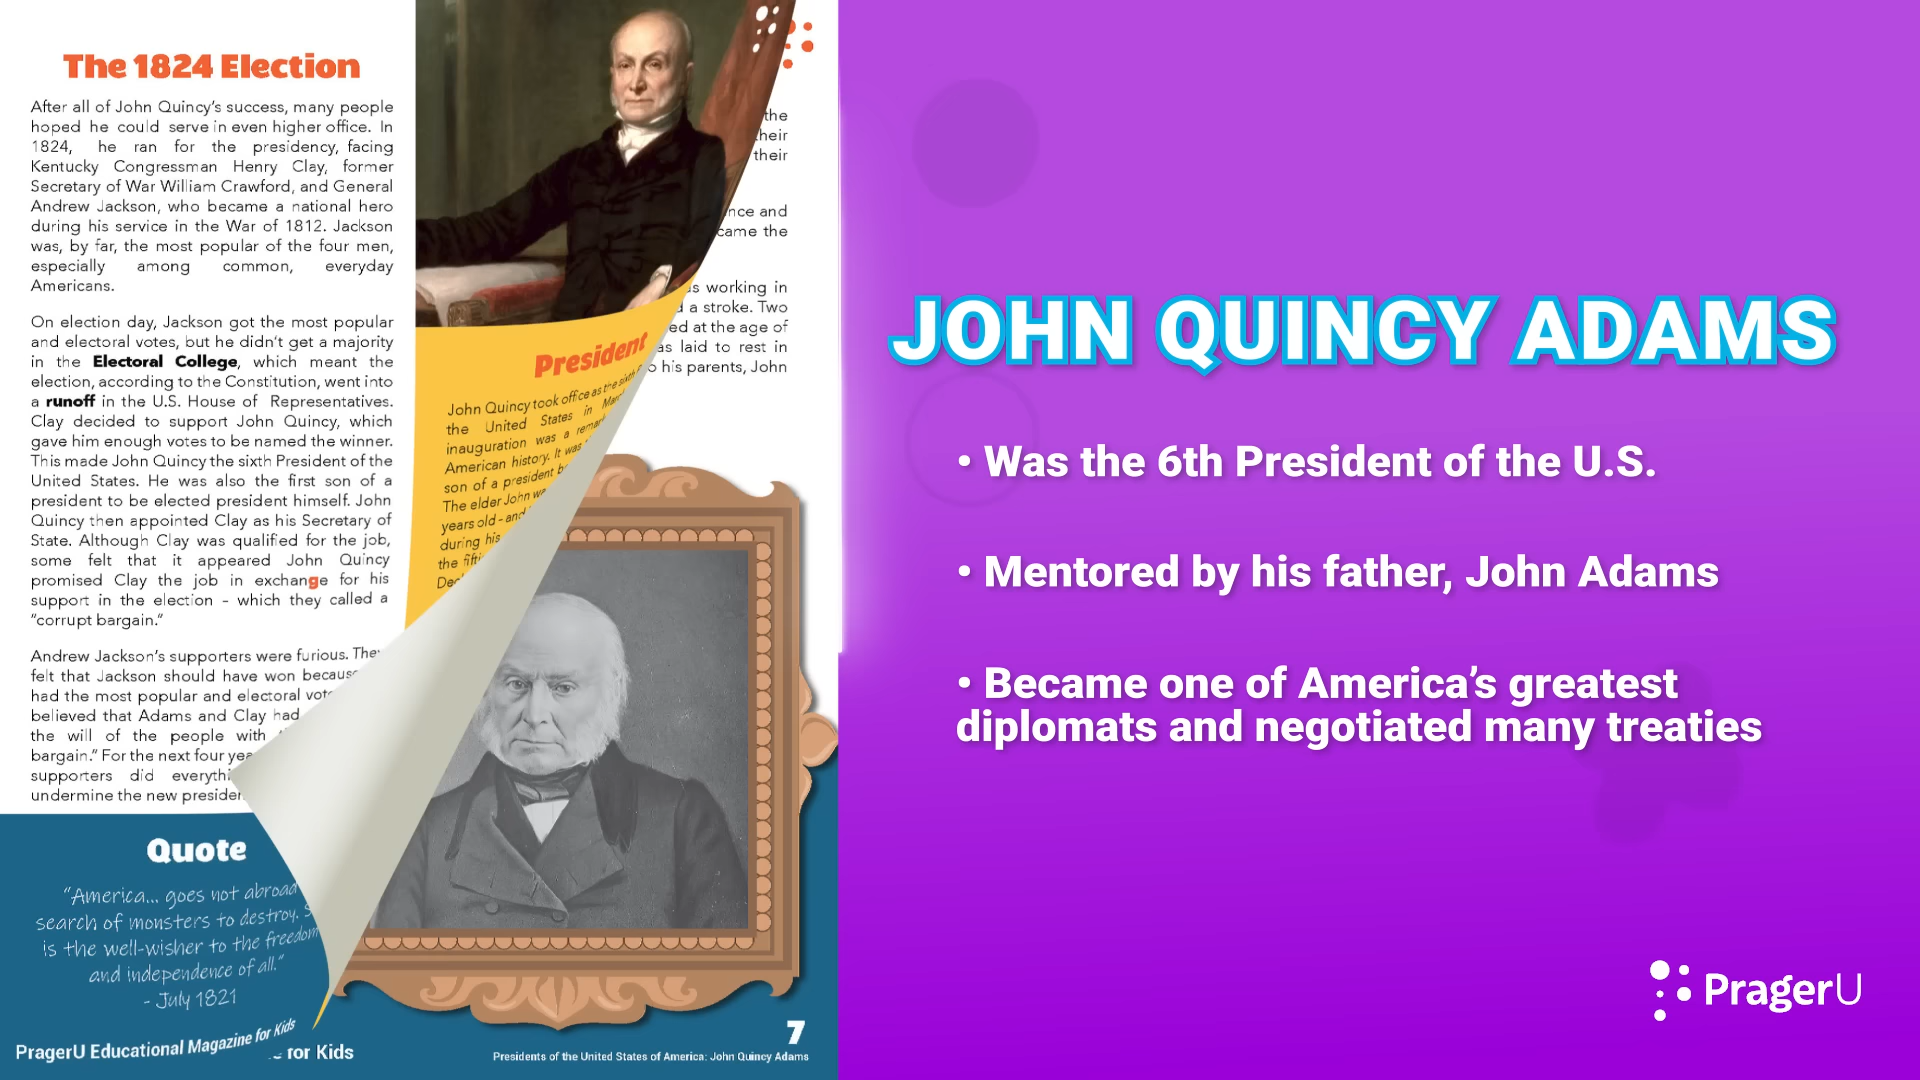 The 1824 Election
After all of John Quincy's success, many people
hoped he could serve in even higher office. In
1824, he ran for the presidency, facing
Kentucky Congressman Henry Clay, former
Secretary of War William Crawford, and General
Andrew Jackson, who became a national hero
during his service in the War of 1812. Jackson
was, by far, the most popular of the four men,
especially among common, everyday
Americans.
On election day, Jackson got the most popular
and electoral votes, but he didn't get a majority
in the Electoral College, which meant the
election, according to the Constitution, went into
a runoff in the U.S. House of Representatives.
Clay decided to support John Quincy, which
gave him enough votes to be named the winner.
This made John Quincy the sixth President of the
United States. He was also the first son of a
president to be elected president himself. John
Quincy then appointed Clay as his Secretary of
State. Although Clay was qualified for the job,
some felt that it appeared John Quincy
promised Clay the job in exchange for his
support in the election - which they called a
"corrupt bargain."
Andrew Jackson's supporters were furious. They
felt that Jackson should have won
had the most popular and electoral
believed that Adams and Clay had
the will of the people with
bargain." For the next four
supporters did
undermine the new
Quote
"America... goes not abroad
search of monsters to destroy.
is the well-wisher to the freedom
and independence of all."
- July 1821
PragerU Educational Magazine for Kids
for Kids
President
John Quincy took office as the
the United States in
inauguration was a
American history. It was
son of a president
The elder John
years old - and
during his
the
the
their
nce and
came the
working in
a stroke. Two
at the age of
laid to rest in
his parents, John
7
Presidents of the United States of America: John Quincy Adams
JOHN QUINCY ADAMS
• Was the 6th President of the U.S.
• Mentored by his father, John Adams
• Became one of America's greatest
diplomats and negotiated many treaties
PragerU